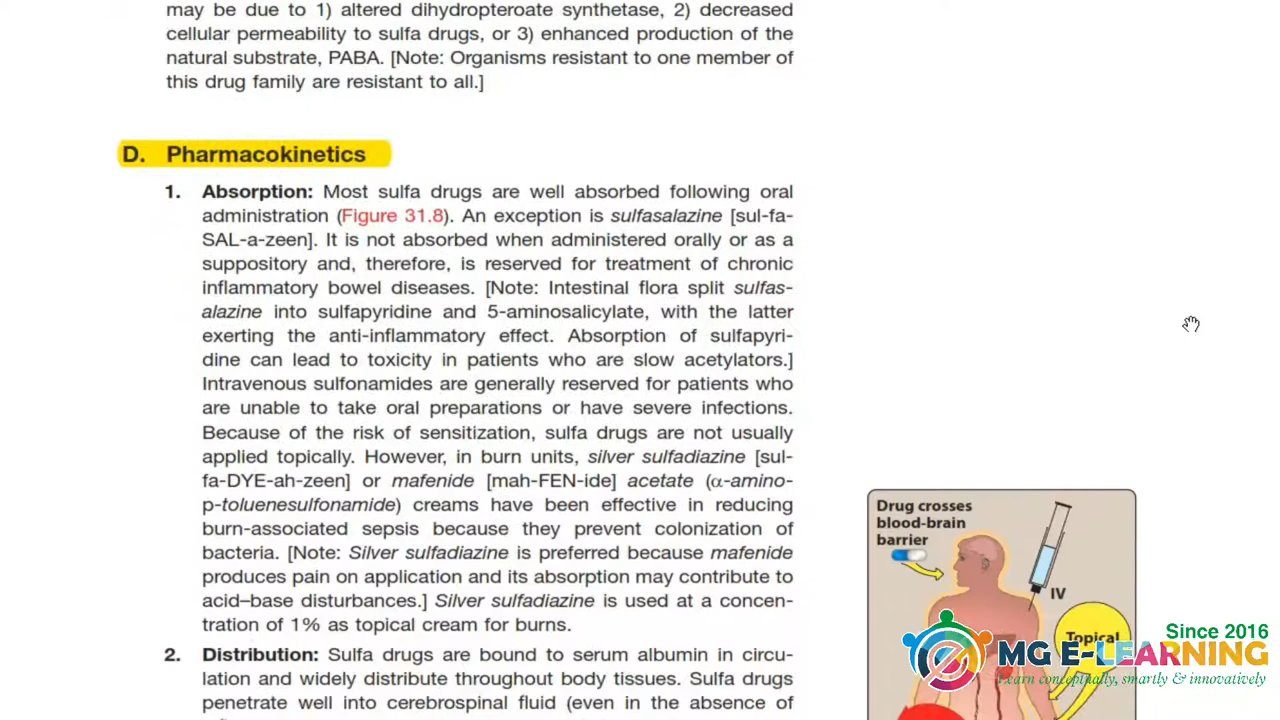 may be due to 1) altered dihydropteroate synthetase, 2) decreased
cellular permeability to sulfa drugs, or 3) enhanced production of the
natural substrate, PABA. [Note: Organisms resistant to one member of
this drug family are resistant to all.]
D. Pharmacokinetics
1. Absorption: Most sulfa drugs are well absorbed following oral
administration (Figure 31.8). An exception is sulfasalazine [sul-fa-
SAL-a-zeen]. It is not absorbed when administered orally or as a
suppository and, therefore, is reserved for treatment of chronic
inflammatory bowel diseases. [Note: Intestinal flora split sulfas-
alazine into sulfapyridine and 5-aminosalicylate, with the latter
exerting the anti-inflammatory effect. Absorption of sulfapyri-
dine can lead to toxicity in patients who are slow acetylators.]
Intravenous sulfonamides are generally reserved for patients who
are unable to take oral preparations or have severe infections.
Because of the risk of sensitization, sulfa drugs are not usually
applied topically. However, in burn units, silver sulfadiazine [sul-
fa-DYE-ah-zeen] or mafenide [mah-FEN-ide] acetate (α-amino-
p-toluenesulfonamide) creams have been effective in reducing
burn-associated sepsis because they prevent colonization of
bacteria. [Note: Silver sulfadiazine is preferred because mafenide
produces pain on application and its absorption may contribute to
acid–base disturbances.] Silver sulfadiazine is used at a concen-
tration of 1% as topical cream for burns.
2. Distribution: Sulfa drugs are bound to serum albumin in circu-
lation and widely distribute throughout body tissues. Sulfa drugs
penetrate well into cerebrospinal fluid (even in the absence of
Drug crosses
blood-brain
barrier
IV
Topical
Since 2016
MG E-LEARNING
Learn conceptually, smartly & innovatively